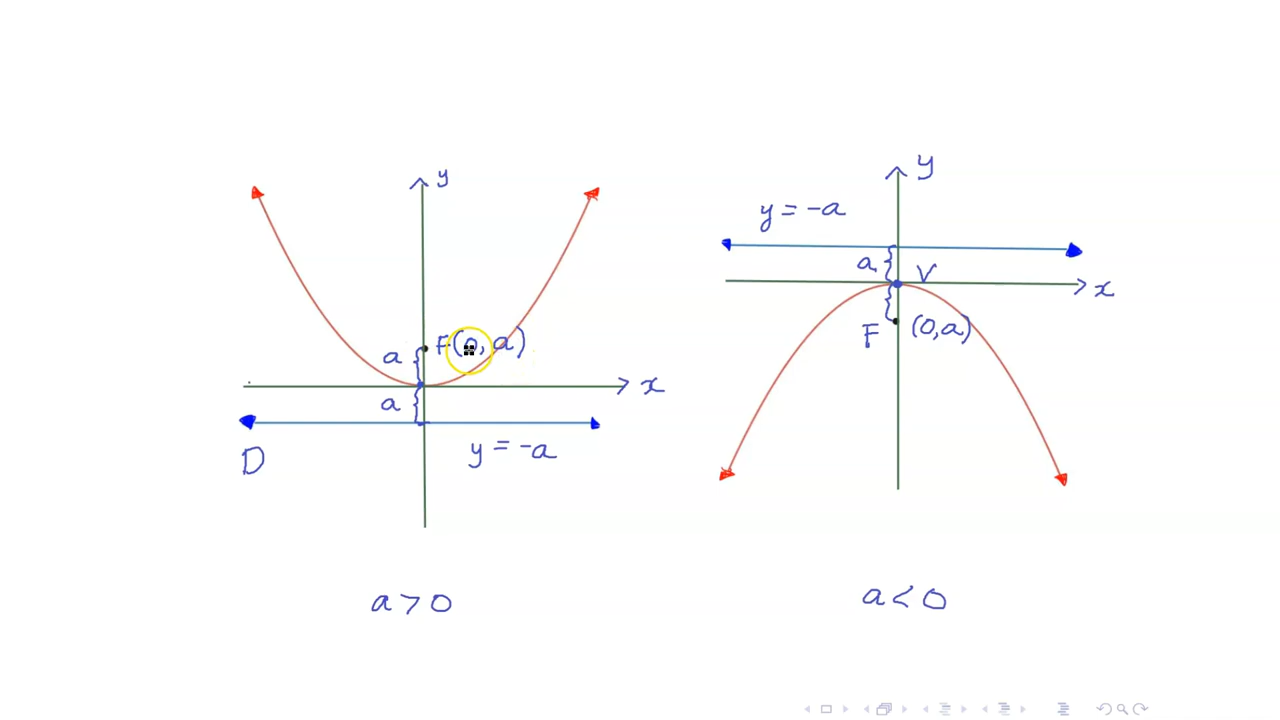 y
F(0, a)
a
x
a
y = -a
D
a > 0
y
y = -a
a
V
x
F
(0,a)
a < 0